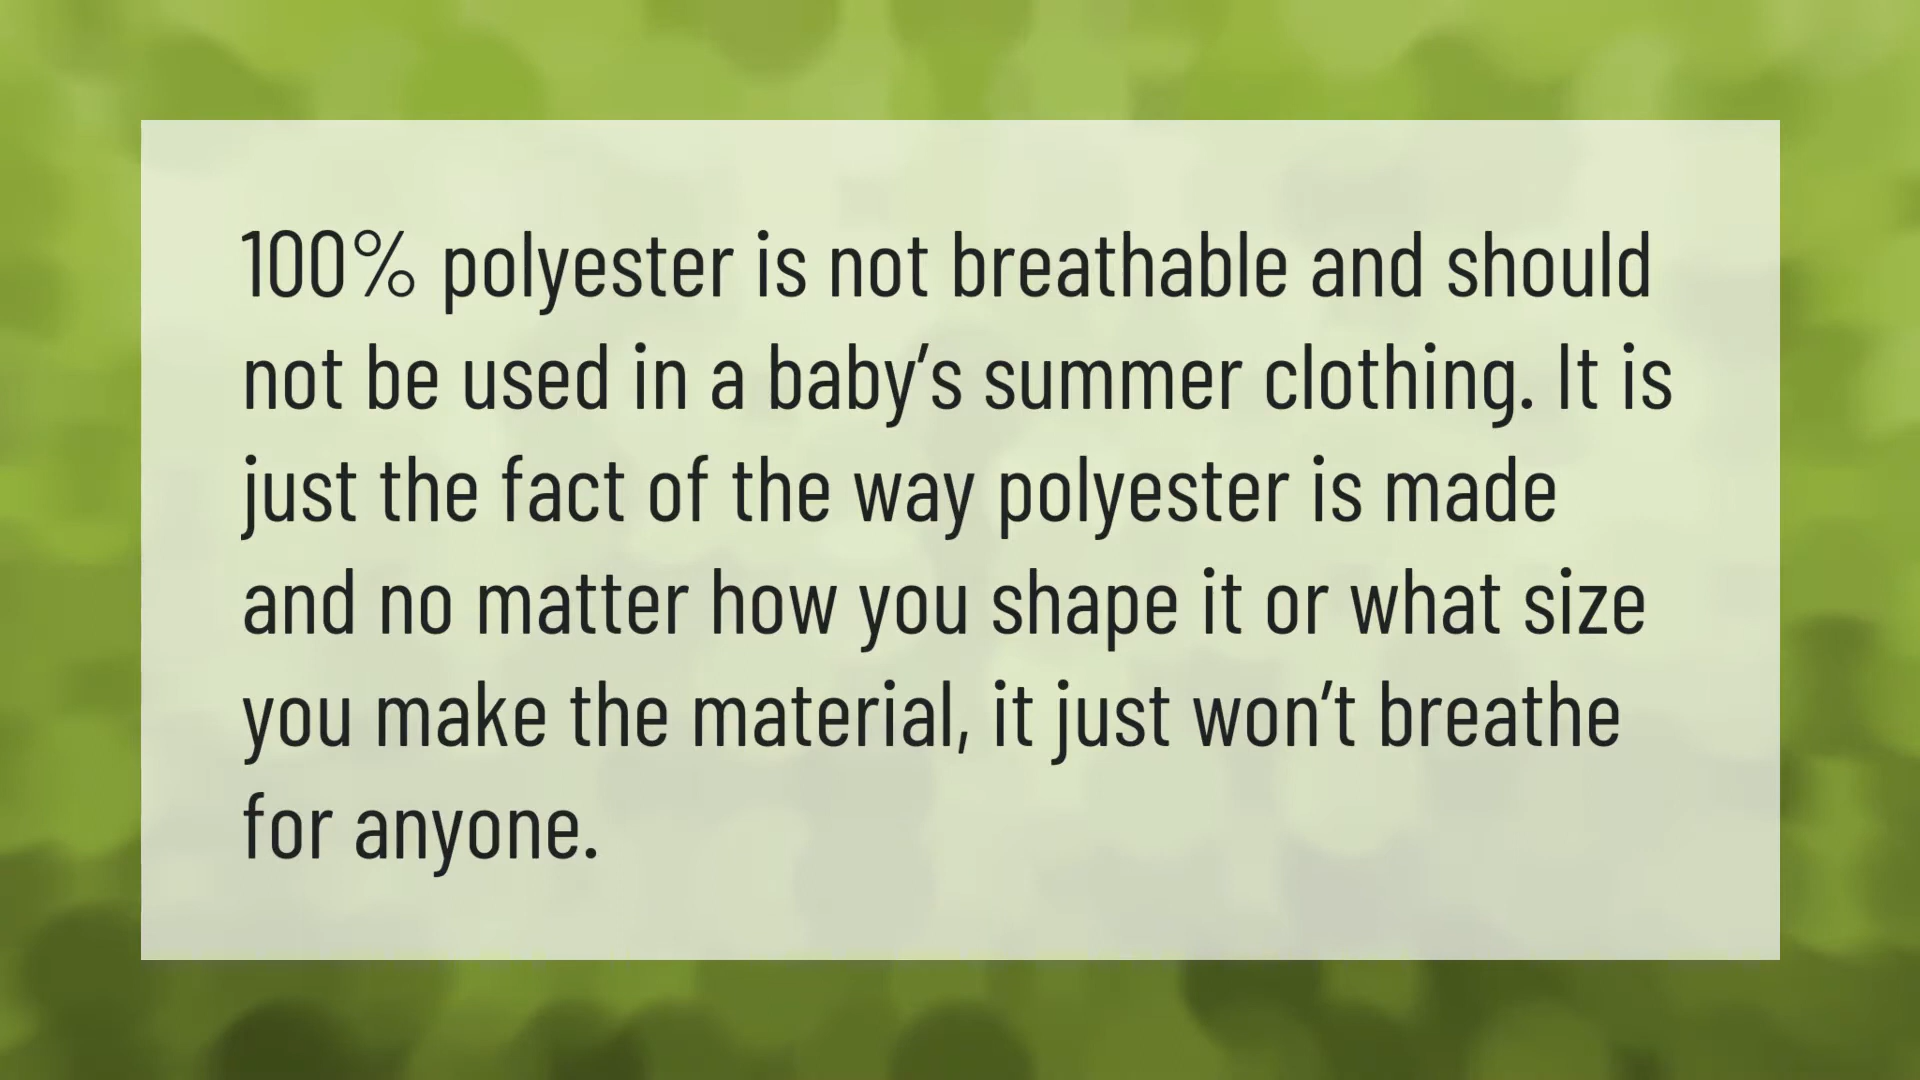 100% polyester is not breathable and should
not be used in a baby’s summer clothing. It is
just the fact of the way polyester is made
and no matter how you shape it or what size
you make the material, it just won’t breathe
for anyone.